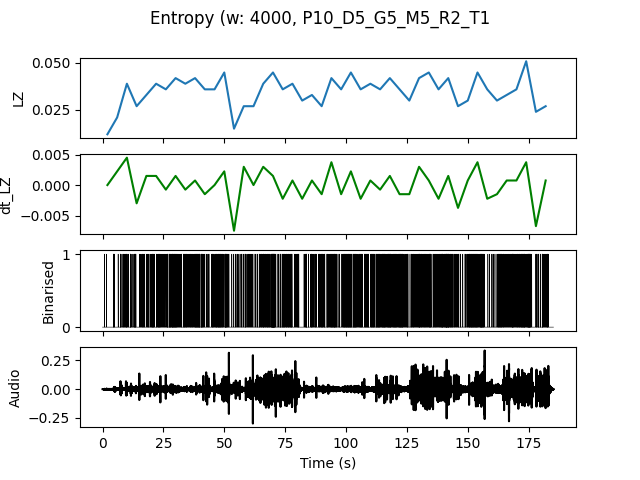 Entropy (w: 4000, P10_D5_G5_M5_R2_T1
0.050
0.025
LZ
0.005
0.000
−0.005
dt_LZ
1
0
Binarised
0.25
0.00
−0.25
Audio
0 25 50 75 100 125 150 175
Time (s)